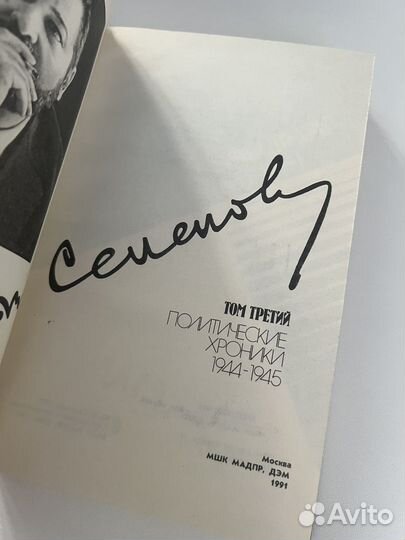 Семенов
ТОМ ТРЕТИЙ
ПОЛИТИЧЕСКИЕ
ХРОНИКИ
1944-1945
Москва
МШК МАДПР, ДЭМ
1991
Avito